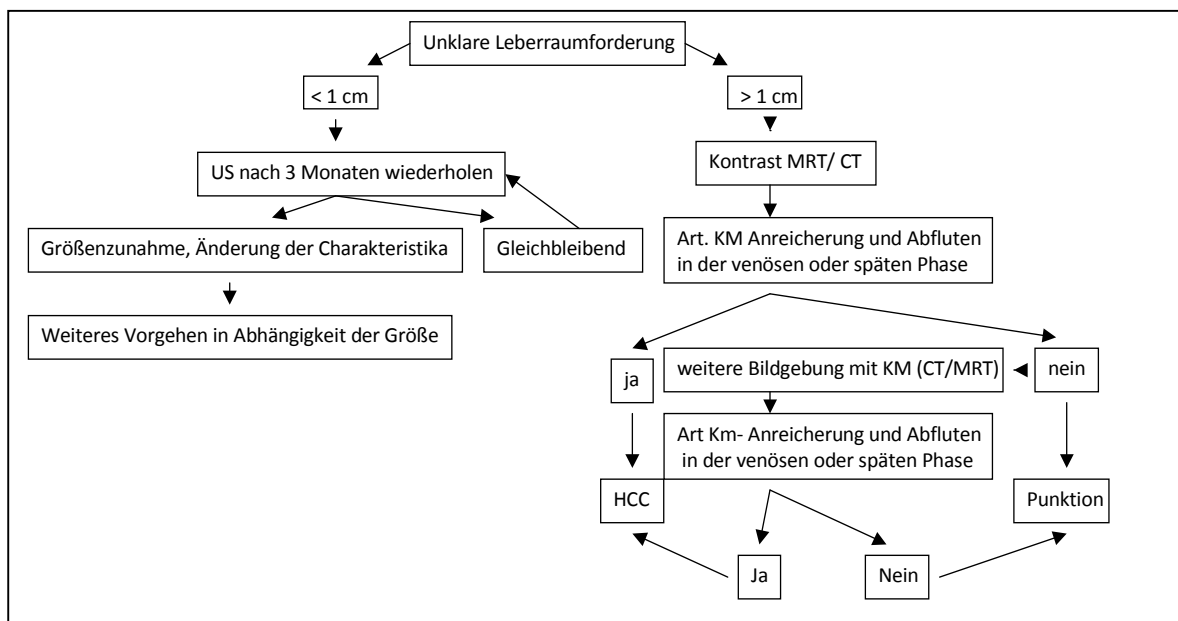 Unklare Leberraumforderung
< 1 cm
> 1 cm
US nach 3 Monaten wiederholen
Kontrast MRT/ CT
Größenzunahme, Änderung der Charakteristika
Gleichbleibend
Art. KM Anreicherung und Abfluten
in der venösen oder späten Phase
Weiteres Vorgehen in Abhängigkeit der Größe
ja
weitere Bildgebung mit KM (CT/MRT)
nein
Art Km- Anreicherung und Abfluten
in der venösen oder späten Phase
HCC
Punktion
Ja
Nein